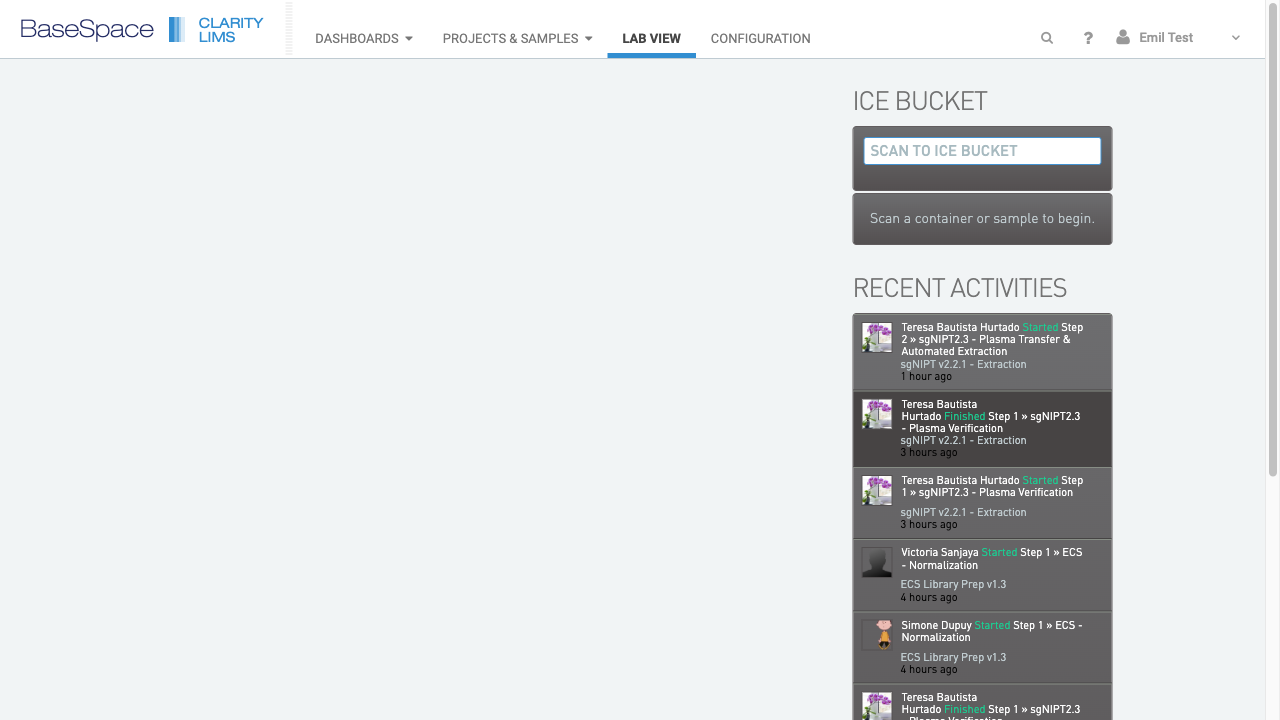 BaseSpace CLARITY LIMS
DASHBOARDS
PROJECTS & SAMPLES
LAB VIEW
CONFIGURATION
?
Emil Test
ICE BUCKET
SCAN TO ICE BUCKET
Scan a container or sample to begin.
RECENT ACTIVITIES
Teresa Bautista Hurtado Started Step
2 » sgNIPT2.3 - Plasma Transfer &
Automated Extraction
sgNIPT v2.2.1 - Extraction
1 hour ago
Teresa Bautista
Hurtado Finished Step 1 » sgNIPT2.3
- Plasma Verification
sgNIPT v2.2.1 - Extraction
3 hours ago
Teresa Bautista Hurtado Started Step
1 » sgNIPT2.3 - Plasma Verification
sgNIPT v2.2.1 - Extraction
3 hours ago
Victoria Sanjaya Started Step 1 » ECS
- Normalization
ECS Library Prep v1.3
4 hours ago
Simone Dupuy Started Step 1 » ECS -
Normalization
ECS Library Prep v1.3
4 hours ago
Teresa Bautista
Hurtado Finished Step 1 » sgNIPT2.3
- Plasma Verification